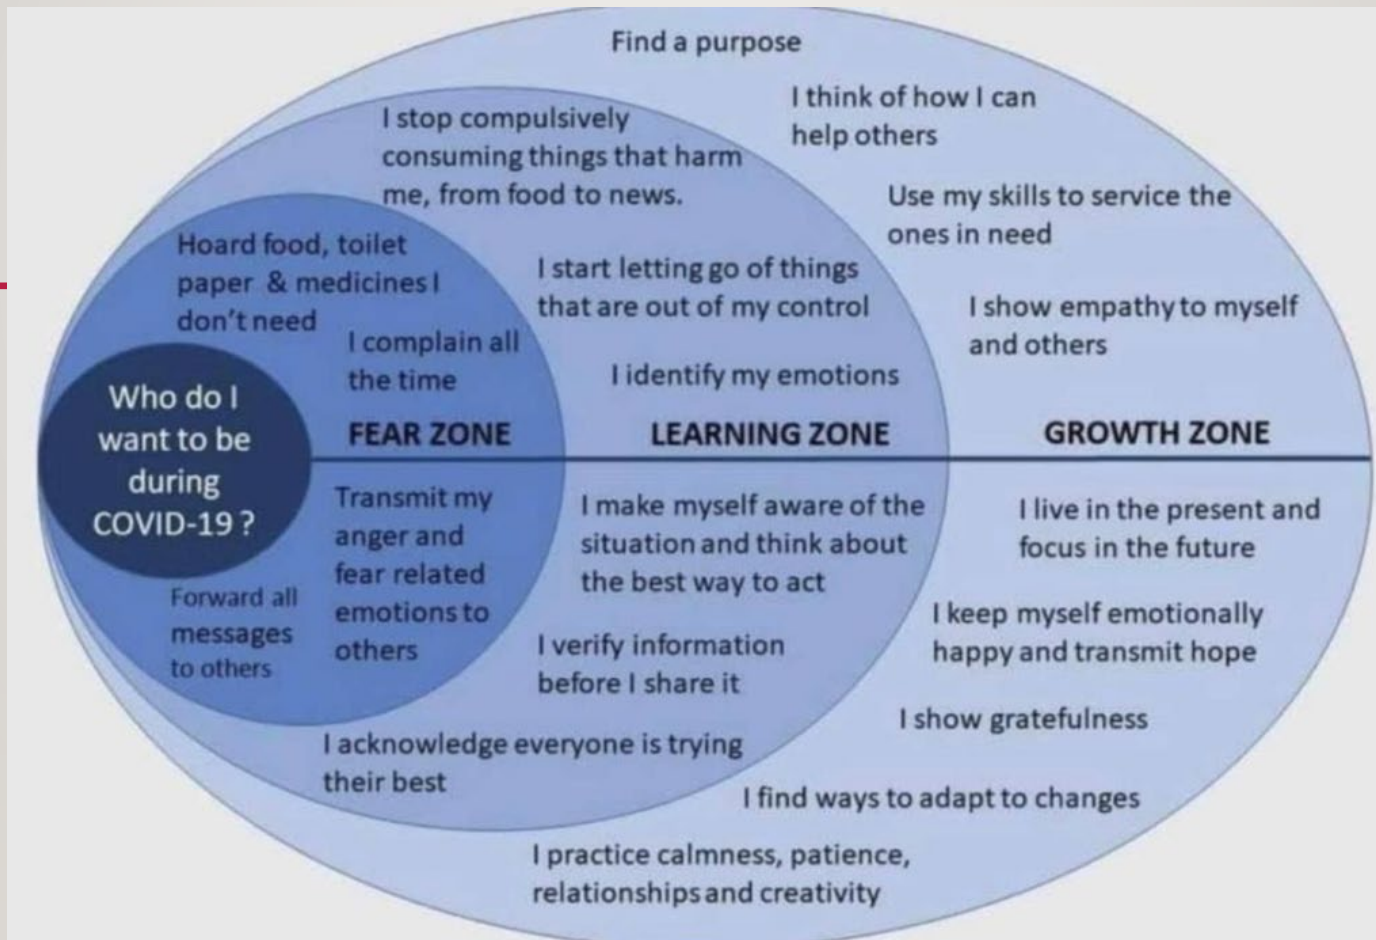 Find a purpose
I think of how I can
help others
Use my skills to service the
ones in need
I show empathy to myself
and others
I stop compulsively
consuming things that harm
me, from food to news.
I start letting go of things
that are out of my control
I identify my emotions
Hoard food, toilet
paper & medicines I
don't need
I complain all
the time
Who do I
want to be
during
COVID-19 ?
FEAR ZONE
LEARNING ZONE
GROWTH ZONE
Transmit my
anger and
fear related
emotions to
others
Forward all
messages
to others
I make myself aware of the
situation and think about
the best way to act
I verify information
before I share it
I acknowledge everyone is trying
their best
I live in the present and
focus in the future
I keep myself emotionally
happy and transmit hope
I show gratefulness
I find ways to adapt to changes
I practice calmness, patience,
relationships and creativity